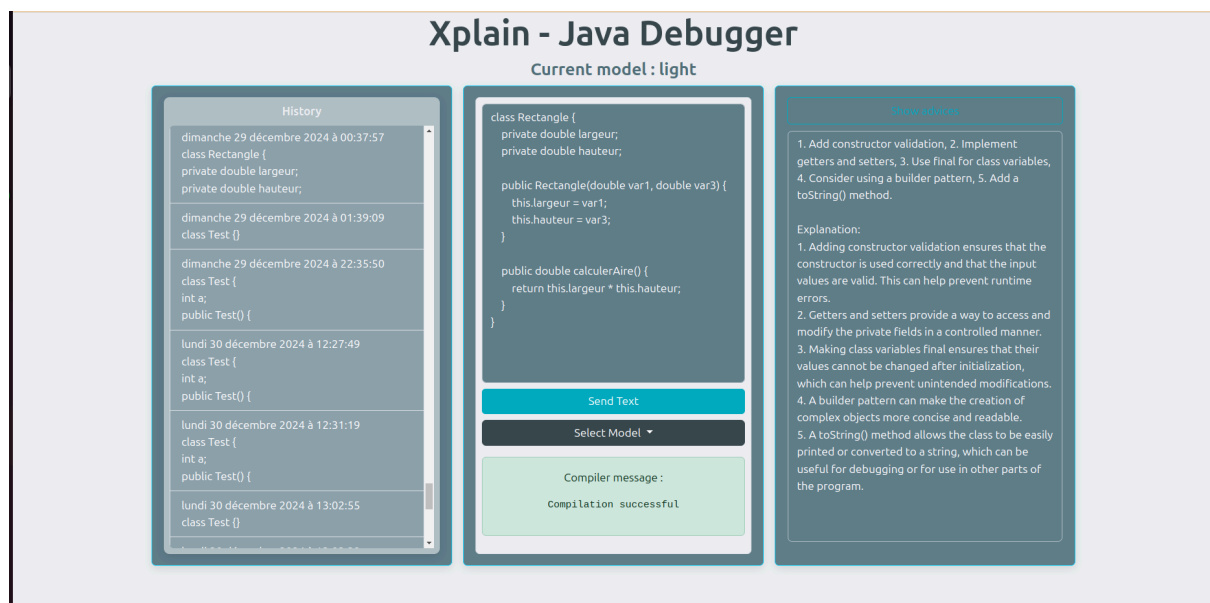 Xplain - Java Debugger
Current model : light
History
dimanche 29 décembre 2024 à 00:37:57
class Rectangle {
private double largeur;
private double hauteur;
dimanche 29 décembre 2024 à 01:39:09
class Test {}
dimanche 29 décembre 2024 à 22:35:50
class Test {
int a;
public Test() {
lundi 30 décembre 2024 à 12:27:49
class Test {
int a;
public Test() {
lundi 30 décembre 2024 à 12:31:19
class Test {
int a;
public Test() {
lundi 30 décembre 2024 à 13:02:55
class Test {}
class Rectangle {
private double largeur;
private double hauteur;
public Rectangle(double var1, double var3) {
this.largeur = var1;
this.hauteur = var3;
}
public double calculerAire() {
return this.largeur * this.hauteur;
}
}
Send Text
Select Model
Compiler message :
Compilation successful
1. Add constructor validation, 2. Implement
getters and setters, 3. Use final for class variables,
4. Consider using a builder pattern, 5. Add a
toString() method.
Explanation:
1. Adding constructor validation ensures that the
constructor is used correctly and that the input
values are valid. This can help prevent runtime
errors.
2. Getters and setters provide a way to access and
modify the private fields in a controlled manner.
3. Making class variables final ensures that their
values cannot be changed after initialization,
which can help prevent unintended modifications.
4. A builder pattern can make the creation of
complex objects more concise and readable.
5. A toString() method allows the class to be easily
printed or converted to a string, which can be
useful for debugging or for use in other parts of
the program.